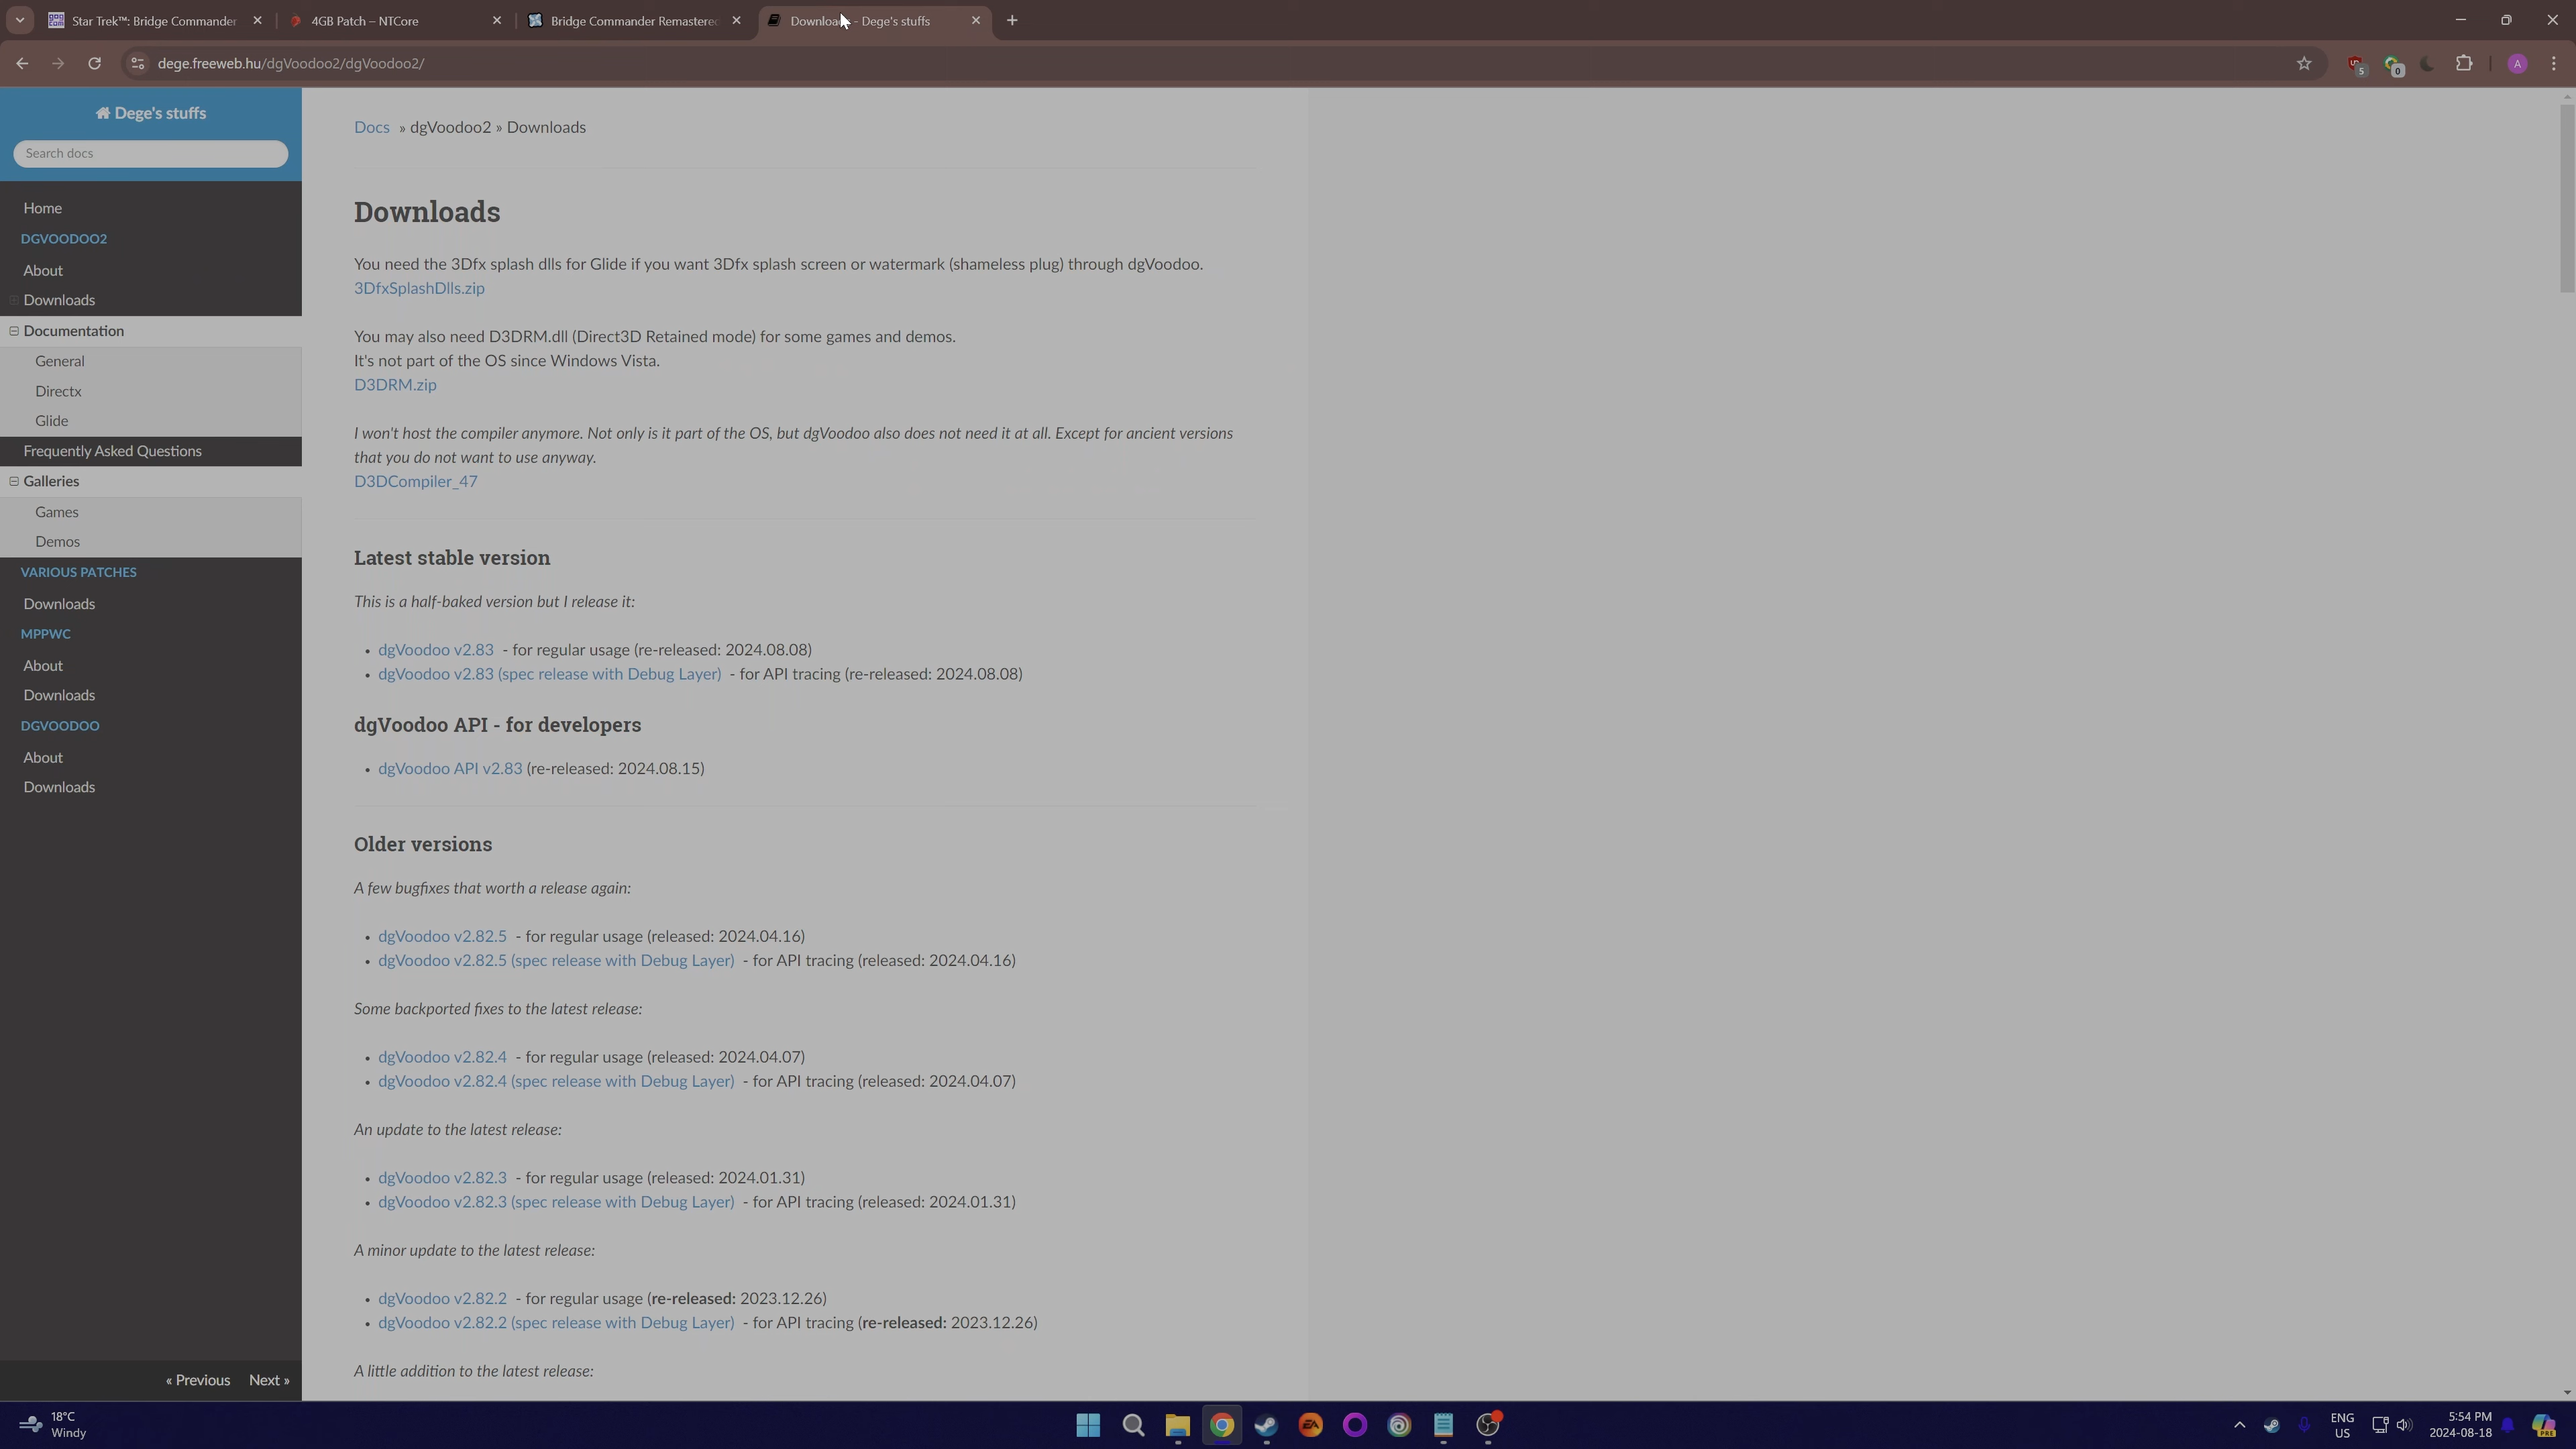 Star Trek™: Bridge Commander
4GB Patch – NTCore
Bridge Commander Remastered
Downloads - Dege's stuffs
dege.freeweb.hu/dgVoodoo2/dgVoodoo2/
5
0
A
Dege's stuffs
Search docs
Home
DGVOODOO2
About
Downloads
Documentation
General
Directx
Glide
Frequently Asked Questions
Galleries
Games
Demos
VARIOUS PATCHES
Downloads
MPPWC
About
Downloads
DGVOODOO
About
Downloads
« Previous Next »
Docs » dgVoodoo2 » Downloads
Downloads
You need the 3Dfx splash dlls for Glide if you want 3Dfx splash screen or watermark (shameless plug) through dgVoodoo.
3DfxSplashDlls.zip
You may also need D3DRM.dll (Direct3D Retained mode) for some games and demos.
It's not part of the OS since Windows Vista.
D3DRM.zip
I won't host the compiler anymore. Not only is it part of the OS, but dgVoodoo also does not need it at all. Except for ancient versions
that you do not want to use anyway.
D3DCompiler_47
Latest stable version
This is a half-baked version but I release it:
• dgVoodoo v2.83 - for regular usage (re-released: 2024.08.08)
• dgVoodoo v2.83 (spec release with Debug Layer) - for API tracing (re-released: 2024.08.08)
dgVoodoo API - for developers
• dgVoodoo API v2.83 (re-released: 2024.08.15)
Older versions
A few bugfixes that worth a release again:
• dgVoodoo v2.82.5 - for regular usage (released: 2024.04.16)
• dgVoodoo v2.82.5 (spec release with Debug Layer) - for API tracing (released: 2024.04.16)
Some backported fixes to the latest release:
• dgVoodoo v2.82.4 - for regular usage (released: 2024.04.07)
• dgVoodoo v2.82.4 (spec release with Debug Layer) - for API tracing (released: 2024.04.07)
An update to the latest release:
• dgVoodoo v2.82.3 - for regular usage (released: 2024.01.31)
• dgVoodoo v2.82.3 (spec release with Debug Layer) - for API tracing (released: 2024.01.31)
A minor update to the latest release:
• dgVoodoo v2.82.2 - for regular usage (re-released: 2023.12.26)
• dgVoodoo v2.82.2 (spec release with Debug Layer) - for API tracing (re-released: 2023.12.26)
A little addition to the latest release:
18°C
Windy
EA
ENG
US
5:54 PM
2024-08-18
PRE